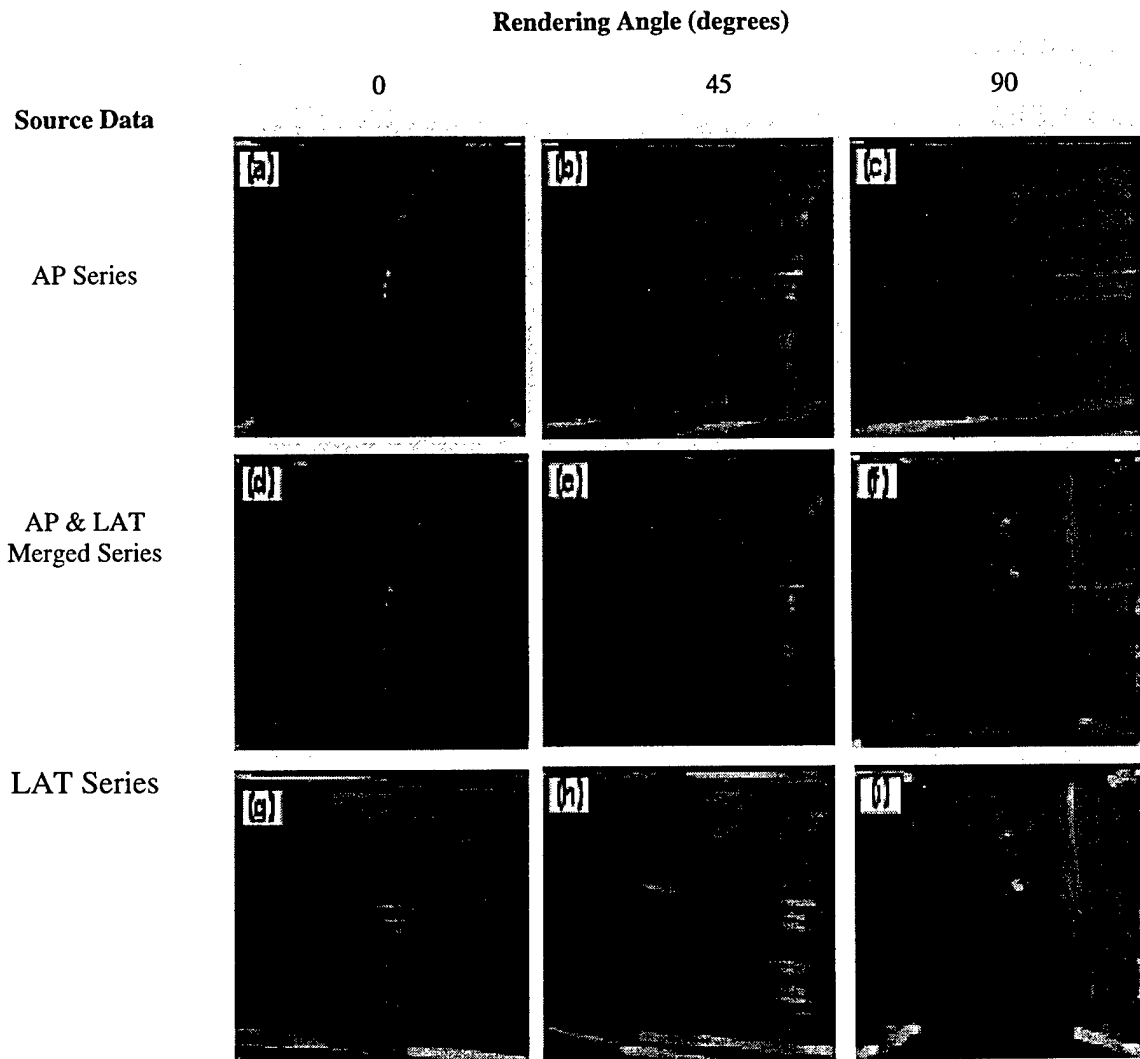 Rendering Angle (degrees)
0 45 90
Source Data
(a) (b) (c)
AP Series
(d) (e) (f)
AP & LAT
Merged Series
LAT Series
(g) (h) (i)